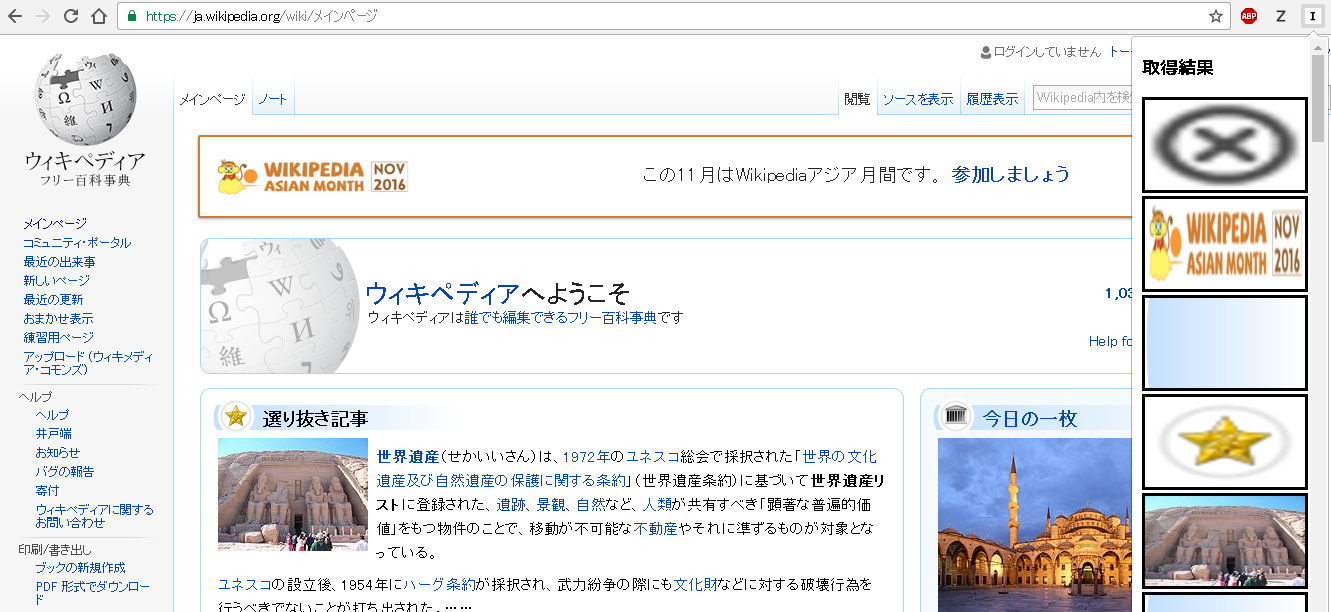 https://ja.wikipedia.org/wiki/メインページ
ABP
Z
I
ログインしていません
メインページ
ノート
閲覧
ソースを表示
履歴表示
Wikipedia内を検
取得結果
ウィキペディア
フリー百科事典
WIKIPEDIA
ASIAN MONTH
NOV
2016
この11月はWikipediaアジア月間です。 参加しましょう
WIKIPEDIA
ASIAN MONTH
NOV
2016
メインページ
コミュニティ・ポータル
最近の出来事
新しいページ
最近の更新
おまかせ表示
練習用ページ
アップロード (ウィキメディ
ア・コモンズ)
ヘルプ
ヘルプ
井戸端
お知らせ
バグの報告
寄付
ウィキペディアに関する
お問い合わせ
印刷/書き出し
ブックの新規作成
PDF 形式でダウンロー
ド
ウィキペディアへようこそ
ウィキペディアは誰でも編集できるフリー百科事典です
Help fo
選り抜き記事
世界遺産(せかいいさん)は、1972年のユネスコ総会で採択された「世界の文化
遺産及び自然遺産の保護に関する条約」(世界遺産条約)に基づいて世界遺産リ
ストに登録された、遺跡、景観、自然など、人類が共有すべき「顕著な普遍的価
値」をもつ物件のことで、移動が不可能な不動産やそれに準ずるものが対象とな
っている。
ユネスコの設立後、1954年にハーグ条約が採択され、武力紛争の際にも文化財などに対する破壊行為を
行うべきでないことが打ち出された。……
今日の一枚